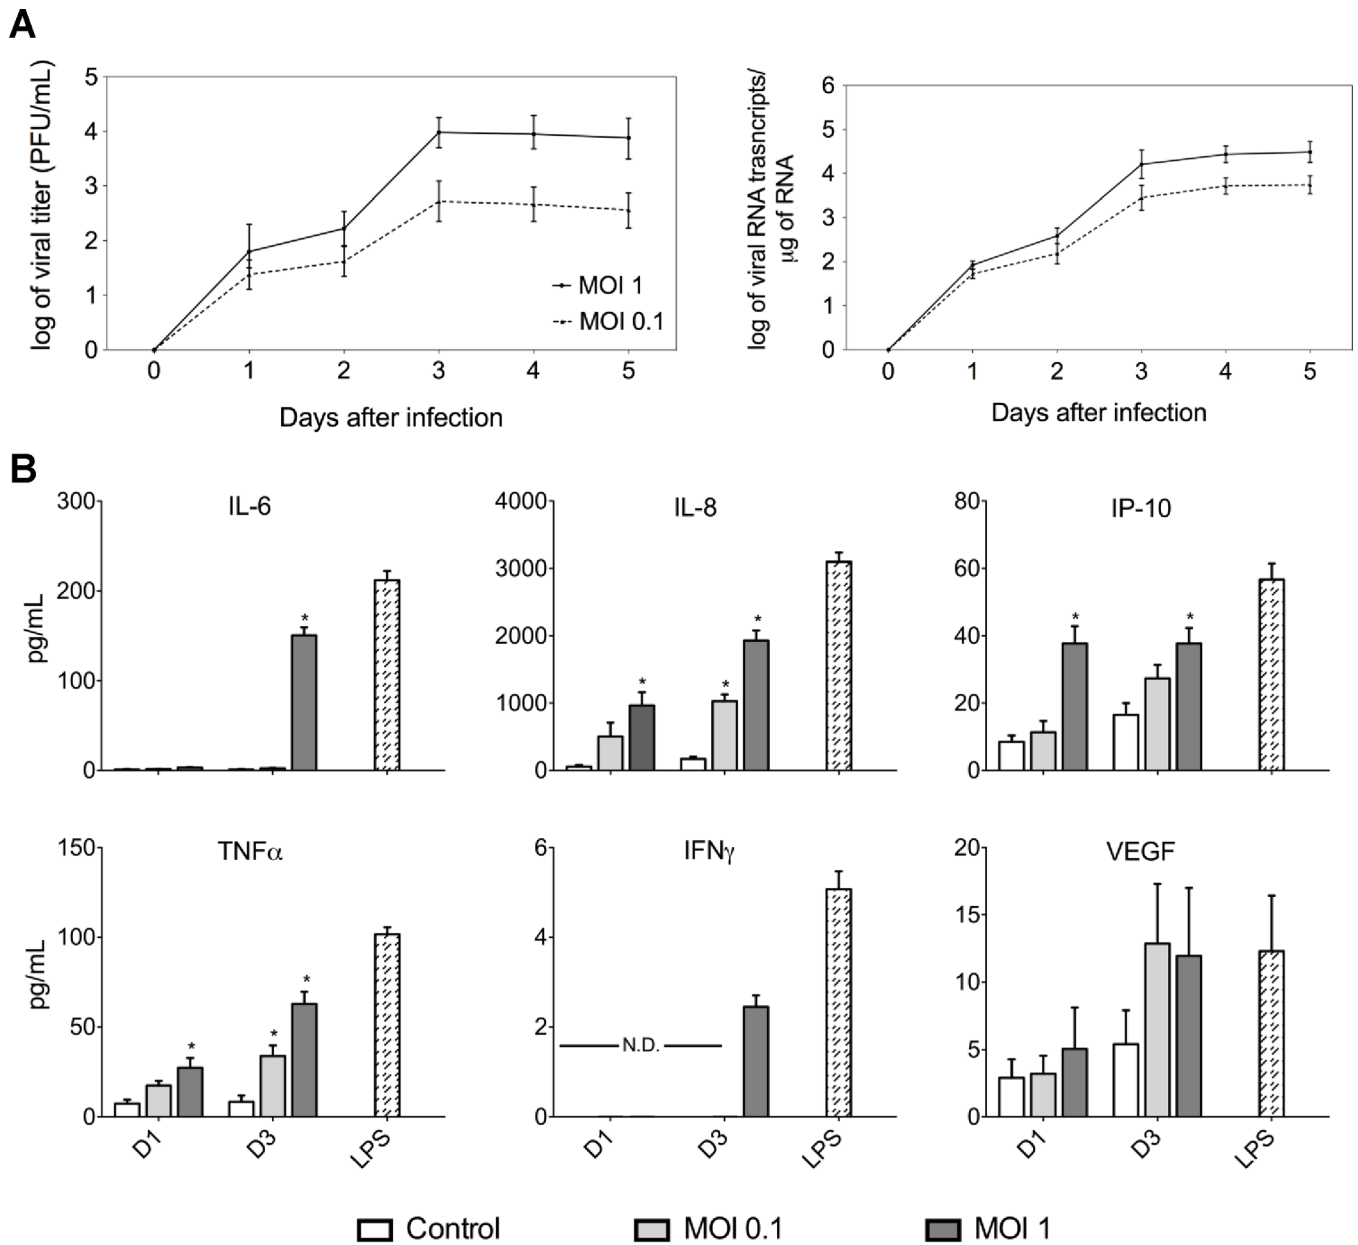 A
log of viral titer (PFU/mL)
5
4
3
2
1
0
0 1 2 3 4 5
Days after infection
MOI 1
MOI 0.1
log of viral RNA trasncripts/
µg of RNA
6
5
4
3
2
1
0
0 1 2 3 4 5
Days after infection
B
IL-6
pg/mL
300
200
100
0
*
IL-8
4000
3000
2000
1000
0
* * *
IP-10
80
60
40
20
0
* *
TNFα
pg/mL
150
100
50
0
* * *
D1 D3 LPS
IFNγ
6
4
2
0
N.D.
D1 D3 LPS
VEGF
20
15
10
5
0
D1 D3 LPS
Control MOI 0.1 MOI 1